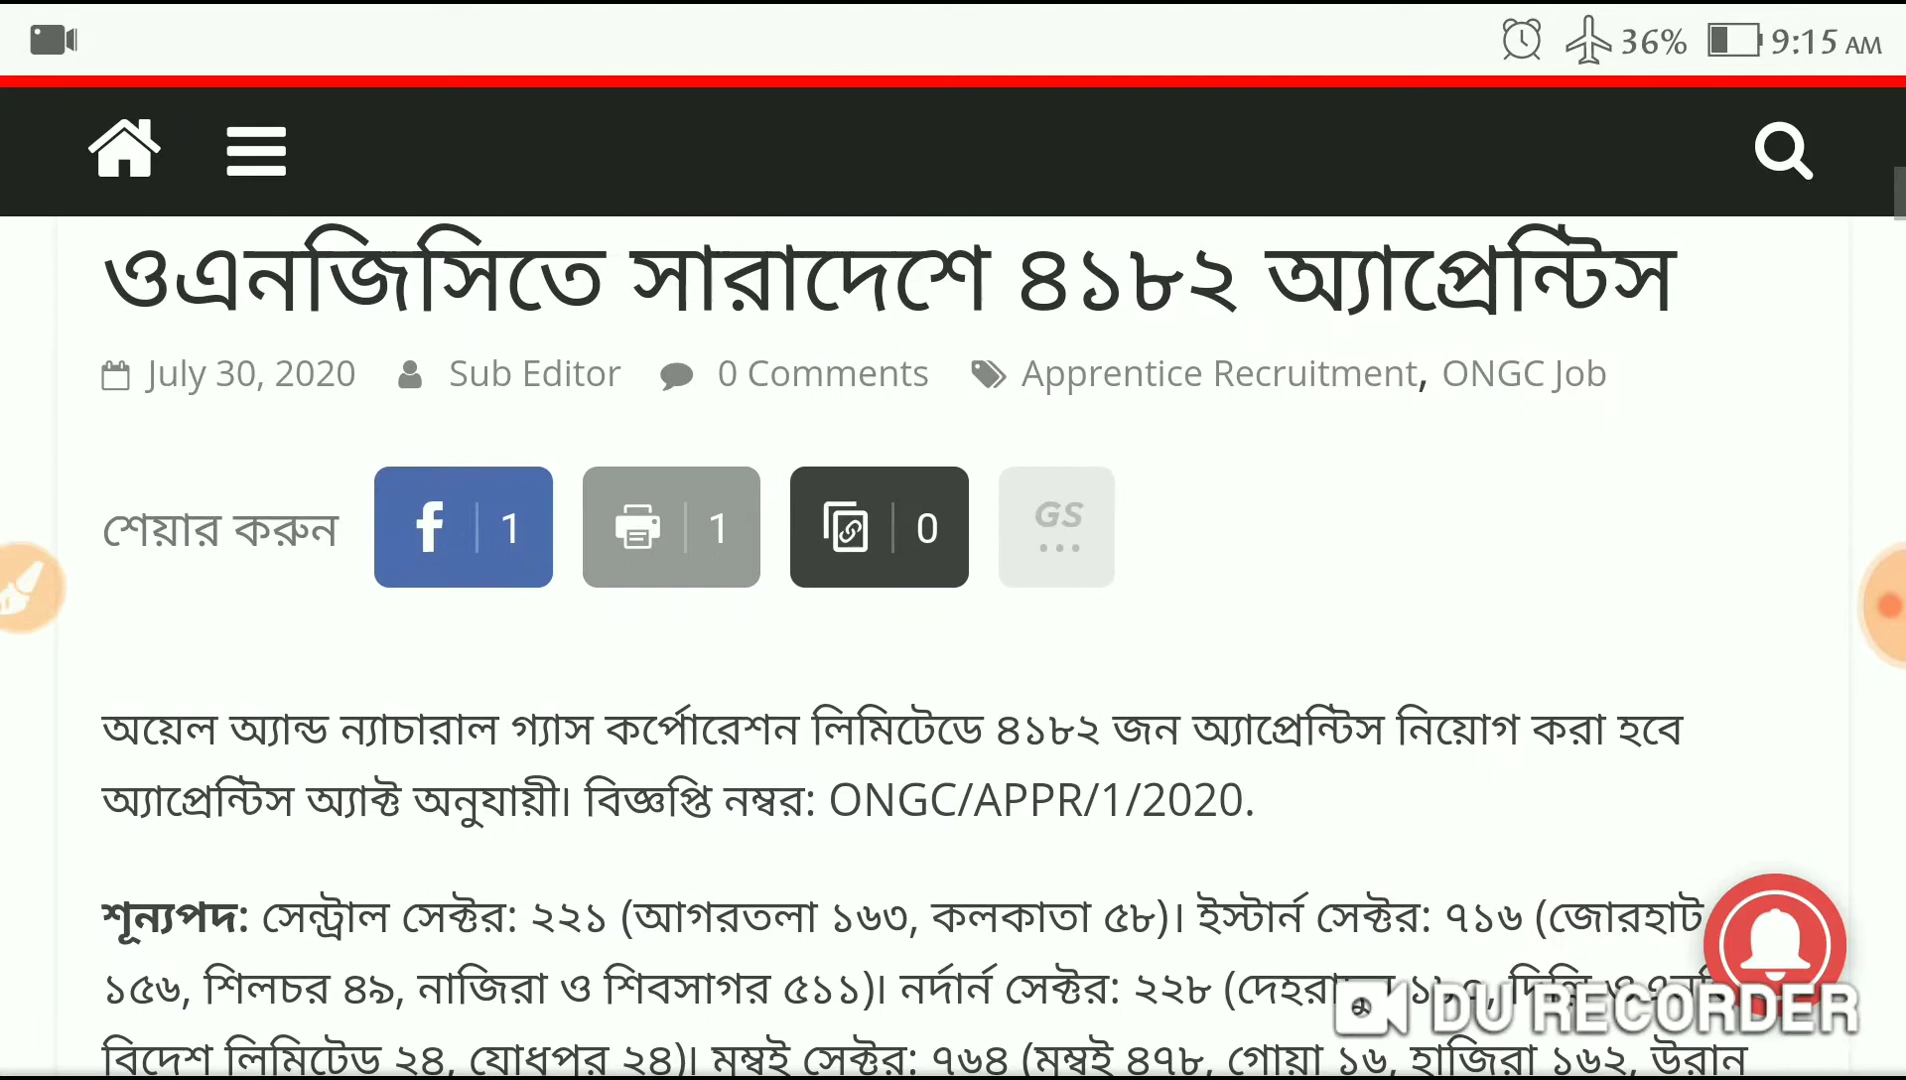 36% 9:15 AM
ওএনজিসিতে সারাদেশে ৪১৮২ অ্যাপ্রেন্টিস
July 30, 2020 Sub Editor 0 Comments Apprentice Recruitment, ONGC Job
শেয়ার করুন 1 1 0 GS
অয়েল অ্যান্ড ন্যাচারাল গ্যাস কর্পোরেশন লিমিটেডে ৪১৮২ জন অ্যাপ্রেন্টিস নিয়োগ করা হবে
অ্যাপ্রেন্টিস অ্যাক্ট অনুযায়ী। বিজ্ঞপ্তি নম্বর: ONGC/APPR/1/2020.
শূন্যপদ: সেন্ট্রাল সেক্টর: ২২১ (আগরতলা ১৬৩, কলকাতা ৫৮)। ইস্টার্ন সেক্টর: ৭১৬ (জোরহাট
১৫৬, শিলচর ৪৯, নাজিরা ও শিবসাগর ৫১১)। নর্দার্ন সেক্টর: ২২৮ (
DU RECORDER
বিদেশ লিমিটেড ২৪, যোধপুর ২৪)। মুম্বই সেক্টর: ৭৬৪ (মুম্বই ৪৭৮, গোয়া ১৬, হাজিরা ১৬২, উরান